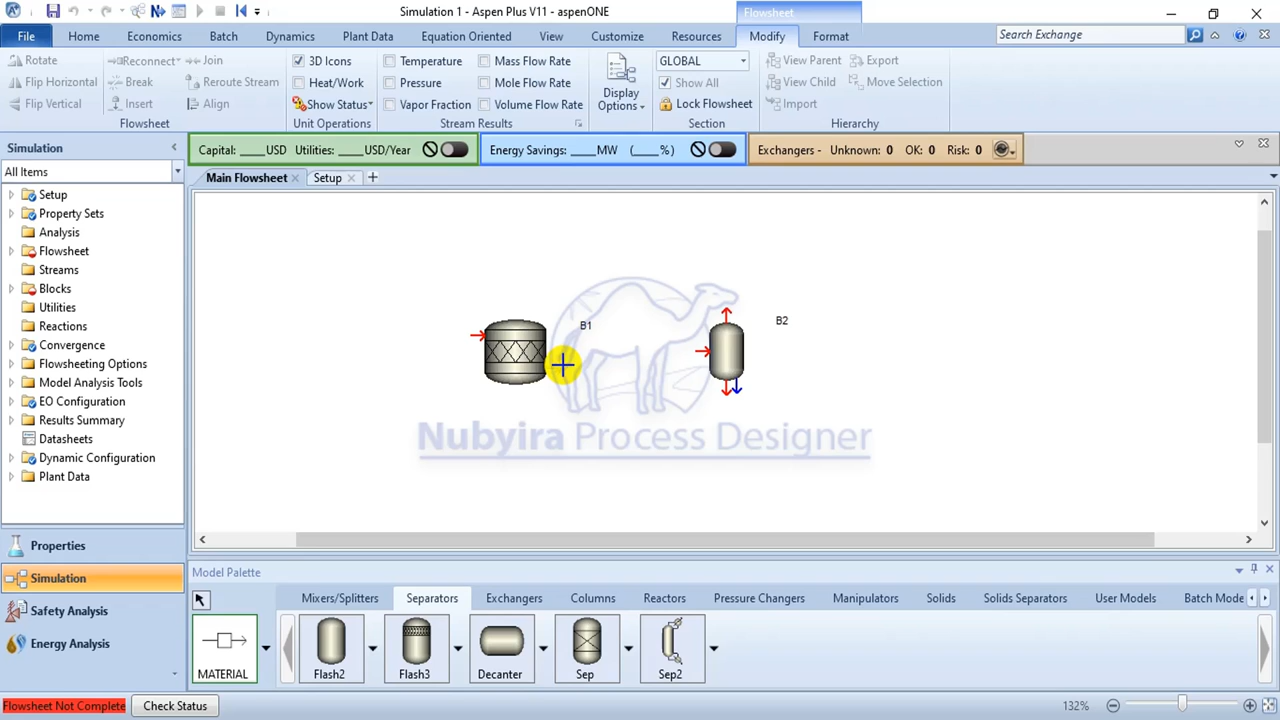 Simulation 1 - Aspen Plus V11 - aspenONE
Flowsheet
File Home Economics Batch Dynamics Plant Data Equation Oriented View Customize Resources Modify Format Search Exchange
Rotate Reconnect Join 3D Icons Temperature Mass Flow Rate GLOBAL View Parent Export
Flip Horizontal Break Reroute Stream Heat/Work Pressure Mole Flow Rate Display Options Show All View Child Move Selection
Flip Vertical Insert Align Show Status Vapor Fraction Volume Flow Rate Lock Flowsheet Import
Flowsheet Unit Operations Stream Results Section Hierarchy
Simulation
Capital: ____USD Utilities: ____USD/Year Energy Savings: ____MW (____%) Exchangers - Unknown: 0 OK: 0 Risk: 0
All Items
Main Flowsheet Setup
Setup
Property Sets
Analysis
Flowsheet
Streams
Blocks
Utilities
Reactions
Convergence
Flowsheeting Options
Model Analysis Tools
EO Configuration
Results Summary
Datasheets
Dynamic Configuration
Plant Data
B1
B2
Nubyira Process Designer
Properties
Simulation
Safety Analysis
Energy Analysis
Model Palette
Mixers/Splitters Separators Exchangers Columns Reactors Pressure Changers Manipulators Solids Solids Separators User Models Batch Mode
MATERIAL Flash2 Flash3 Decanter Sep Sep2
Flowsheet Not Complete Check Status 132%